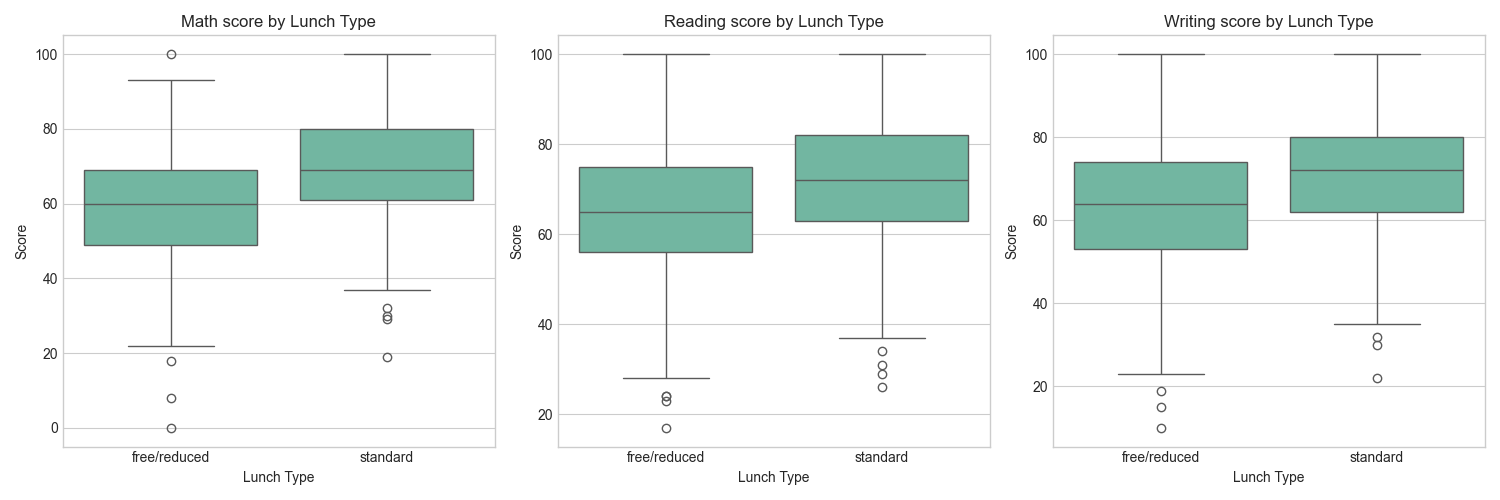 Math score by Lunch Type
100
80
60
40
20
0
Score
free/reduced standard
Lunch Type
Reading score by Lunch Type
100
80
60
40
20
Score
free/reduced standard
Lunch Type
Writing score by Lunch Type
100
80
60
40
20
Score
free/reduced standard
Lunch Type